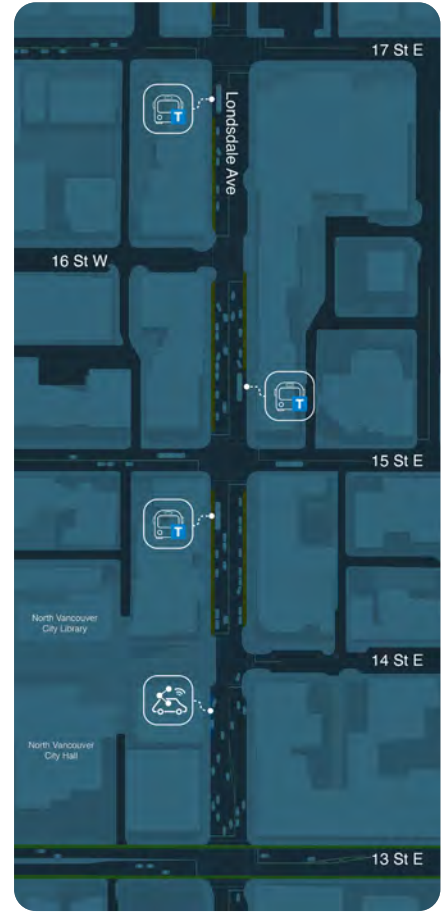 17 St E
Londsdale Ave
T
16 St W
T
15 St E
T
North Vancouver
City Library
14 St E
North Vancouver
City Hall
13 St E